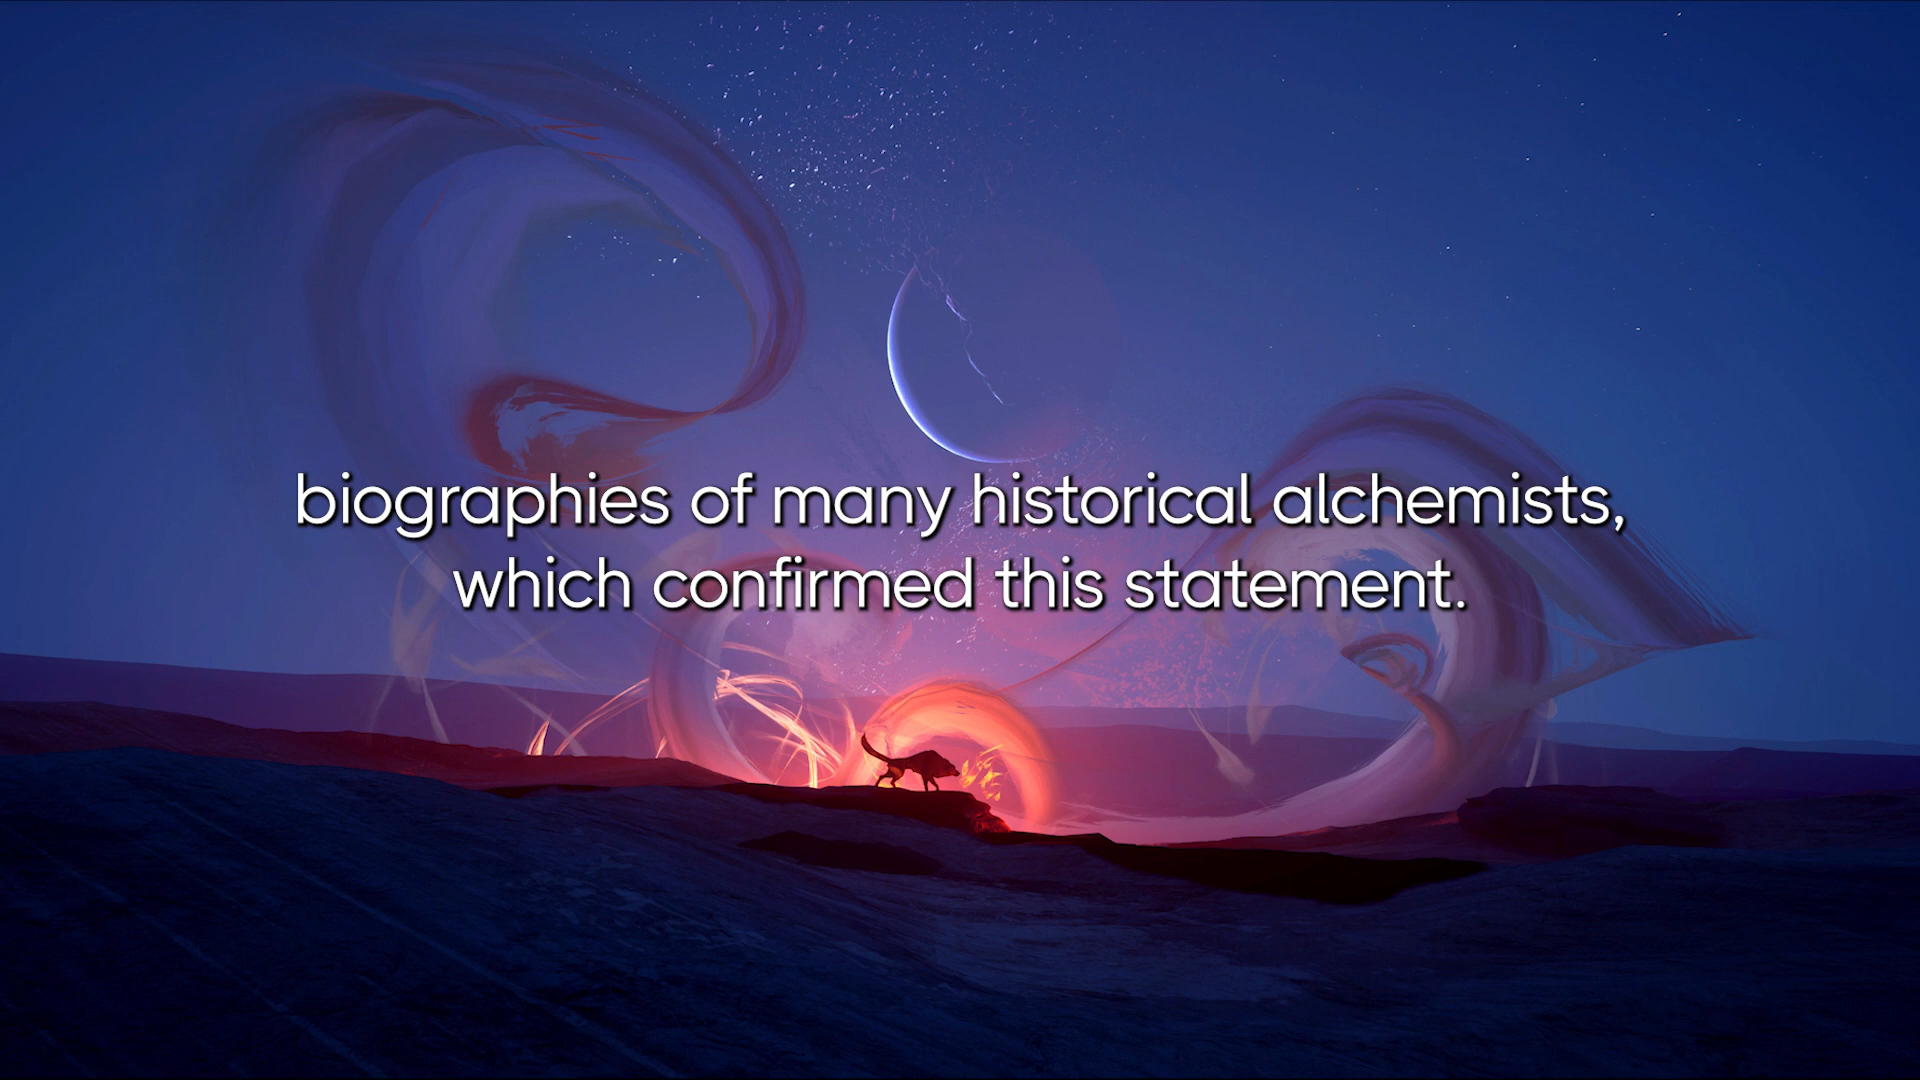 biographies of many historical alchemists,
which confirmed this statement.